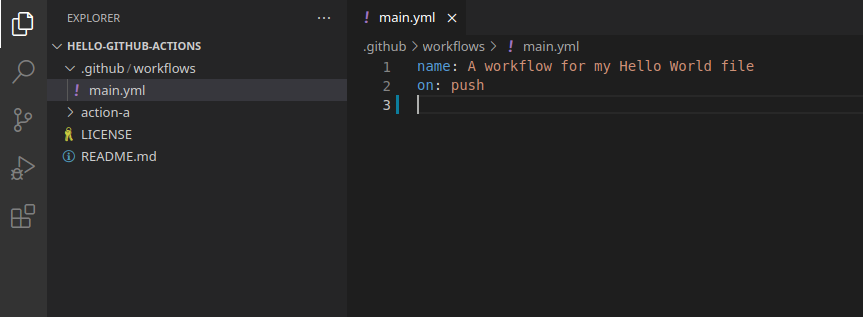 EXPLORER
HELLO-GITHUB-ACTIONS
.github/workflows
! main.yml
action-a
LICENSE
README.md
! main.yml ×
.github > workflows > ! main.yml
1 name: A workflow for my Hello World file
2 on: push
3